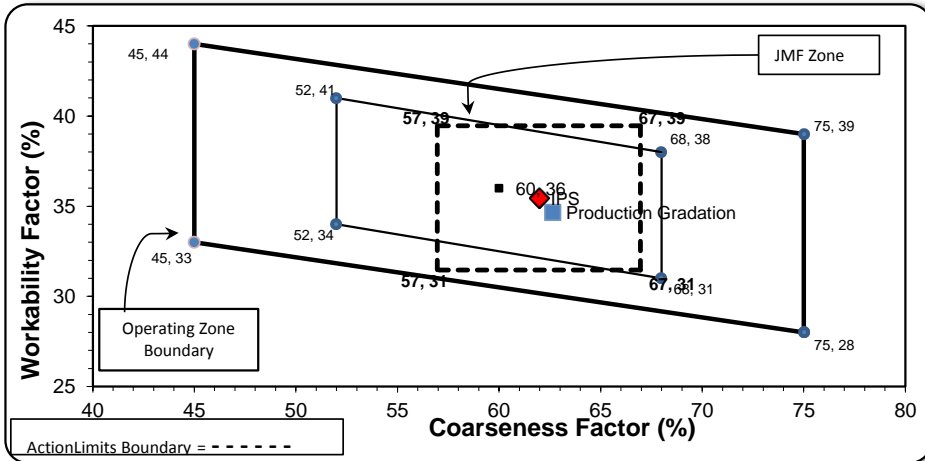 45
40
35
30
25
Workability Factor (%)
45, 44
JMF Zone
52, 41
57, 39
67, 39
68, 38
75, 39
60, 36
IPS
Production Gradation
52, 34
45, 33
57, 31
67, 31
68, 31
75, 28
Operating Zone
Boundary
40 45 50 55 60 65 70 75 80
Coarseness Factor (%)
ActionLimits Boundary = - - - - - - -